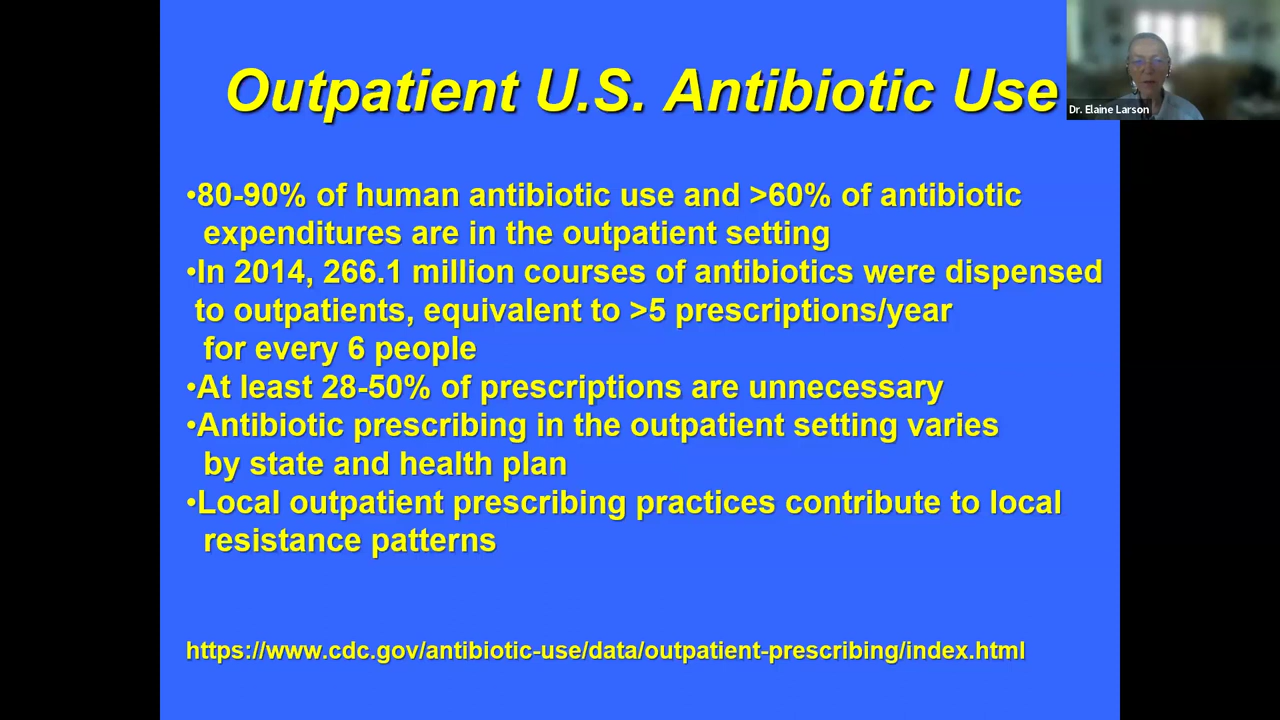 Outpatient U.S. Antibiotic Use
Dr. Elaine Larson
•80-90% of human antibiotic use and >60% of antibiotic
expenditures are in the outpatient setting
•In 2014, 266.1 million courses of antibiotics were dispensed
to outpatients, equivalent to >5 prescriptions/year
for every 6 people
•At least 28-50% of prescriptions are unnecessary
•Antibiotic prescribing in the outpatient setting varies
by state and health plan
•Local outpatient prescribing practices contribute to local
resistance patterns
https://www.cdc.gov/antibiotic-use/data/outpatient-prescribing/index.html